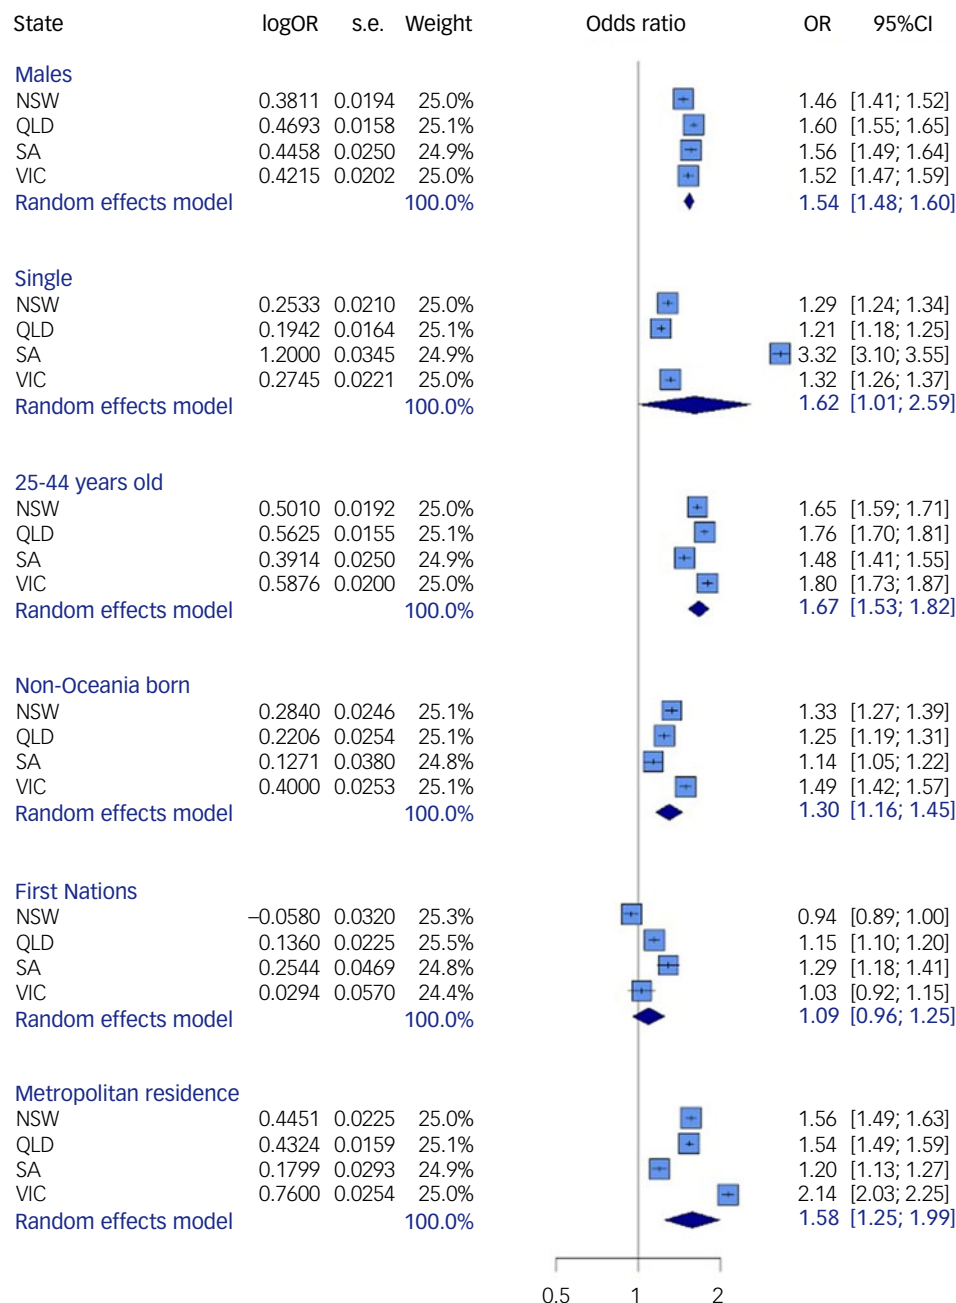 State logOR s.e. Weight Odds ratio OR 95%CI
Males
NSW 0.3811 0.0194 25.0% 1.46 [1.41; 1.52]
QLD 0.4693 0.0158 25.1% 1.60 [1.55; 1.65]
SA 0.4458 0.0250 24.9% 1.56 [1.49; 1.64]
VIC 0.4215 0.0202 25.0% 1.52 [1.47; 1.59]
Random effects model 100.0% 1.54 [1.48; 1.60]
Single
NSW 0.2533 0.0210 25.0% 1.29 [1.24; 1.34]
QLD 0.1942 0.0164 25.1% 1.21 [1.18; 1.25]
SA 1.2000 0.0345 24.9% 3.32 [3.10; 3.55]
VIC 0.2745 0.0221 25.0% 1.32 [1.26; 1.37]
Random effects model 100.0% 1.62 [1.01; 2.59]
25-44 years old
NSW 0.5010 0.0192 25.0% 1.65 [1.59; 1.71]
QLD 0.5625 0.0155 25.1% 1.76 [1.70; 1.81]
SA 0.3914 0.0250 24.9% 1.48 [1.41; 1.55]
VIC 0.5876 0.0200 25.0% 1.80 [1.73; 1.87]
Random effects model 100.0% 1.67 [1.53; 1.82]
Non-Oceania born
NSW 0.2840 0.0246 25.1% 1.33 [1.27; 1.39]
QLD 0.2206 0.0254 25.1% 1.25 [1.19; 1.31]
SA 0.1271 0.0380 24.8% 1.14 [1.05; 1.22]
VIC 0.4000 0.0253 25.1% 1.49 [1.42; 1.57]
Random effects model 100.0% 1.30 [1.16; 1.45]
First Nations
NSW –0.0580 0.0320 25.3% 0.94 [0.89; 1.00]
QLD 0.1360 0.0225 25.5% 1.15 [1.10; 1.20]
SA 0.2544 0.0469 24.8% 1.29 [1.18; 1.41]
VIC 0.0294 0.0570 24.4% 1.03 [0.92; 1.15]
Random effects model 100.0% 1.09 [0.96; 1.25]
Metropolitan residence
NSW 0.4451 0.0225 25.0% 1.56 [1.49; 1.63]
QLD 0.4324 0.0159 25.1% 1.54 [1.49; 1.59]
SA 0.1799 0.0293 24.9% 1.20 [1.13; 1.27]
VIC 0.7600 0.0254 25.0% 2.14 [2.03; 2.25]
Random effects model 100.0% 1.58 [1.25; 1.99]
0.5 1 2